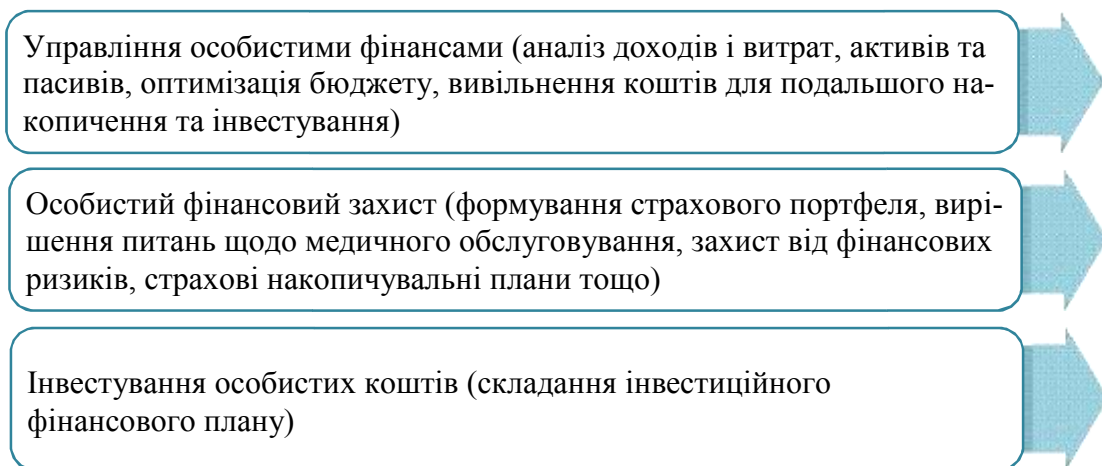 Управління особистими фінансами (аналіз доходів і витрат, активів та
пасивів, оптимізація бюджету, вивільнення коштів для подальшого на-
копичення та інвестування)
Особистий фінансовий захист (формування страхового портфеля, вирі-
шення питань щодо медичного обслуговування, захист від фінансових
ризиків, страхові накопичувальні плани тощо)
Інвестування особистих коштів (складання інвестиційного
фінансового плану)